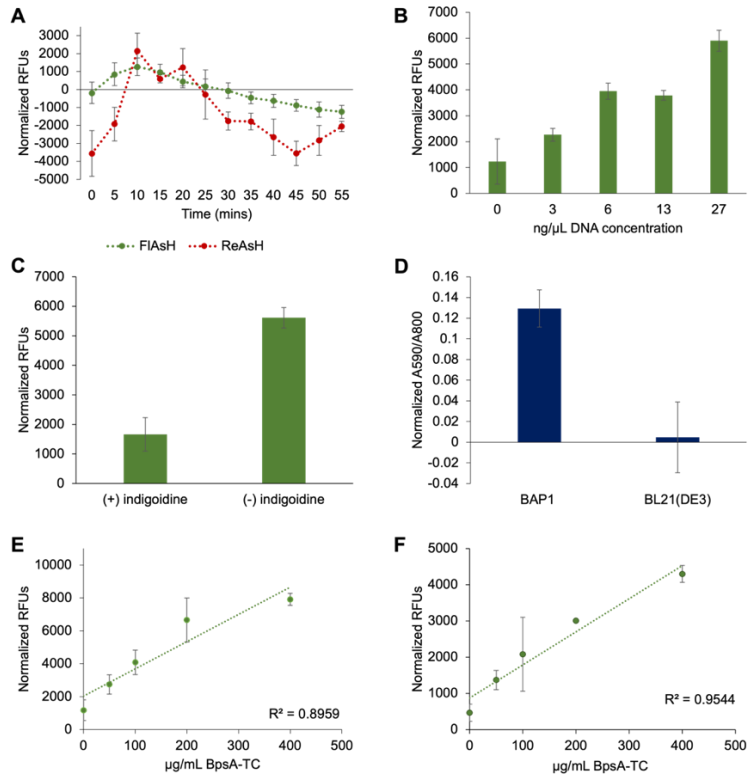 A
Normalized RFUs
3000
2000
1000
0
-1000
-2000
-3000
-4000
-5000
0 5 10 15 20 25 30 35 40 45 50 55
Time (mins)
FlAsH ReAsH
B
Normalized RFUs
7000
6000
5000
4000
3000
2000
1000
0
0 3 6 13 27
ng/µL DNA concentration
C
Normalized RFUs
7000
6000
5000
4000
3000
2000
1000
0
(+) indigoidine (-) indigoidine
D
Normalized A590/A800
0.16
0.14
0.12
0.1
0.08
0.06
0.04
0.02
0
-0.02
-0.04
BAP1 BL21(DE3)
E
Normalized RFUs
10000
8000
6000
4000
2000
0
R² = 0.8959
0 100 200 300 400 500
µg/mL BpsA-TC
F
Normalized RFUs
5000
4000
3000
2000
1000
0
R² = 0.9544
0 100 200 300 400 500
µg/mL BpsA-TC